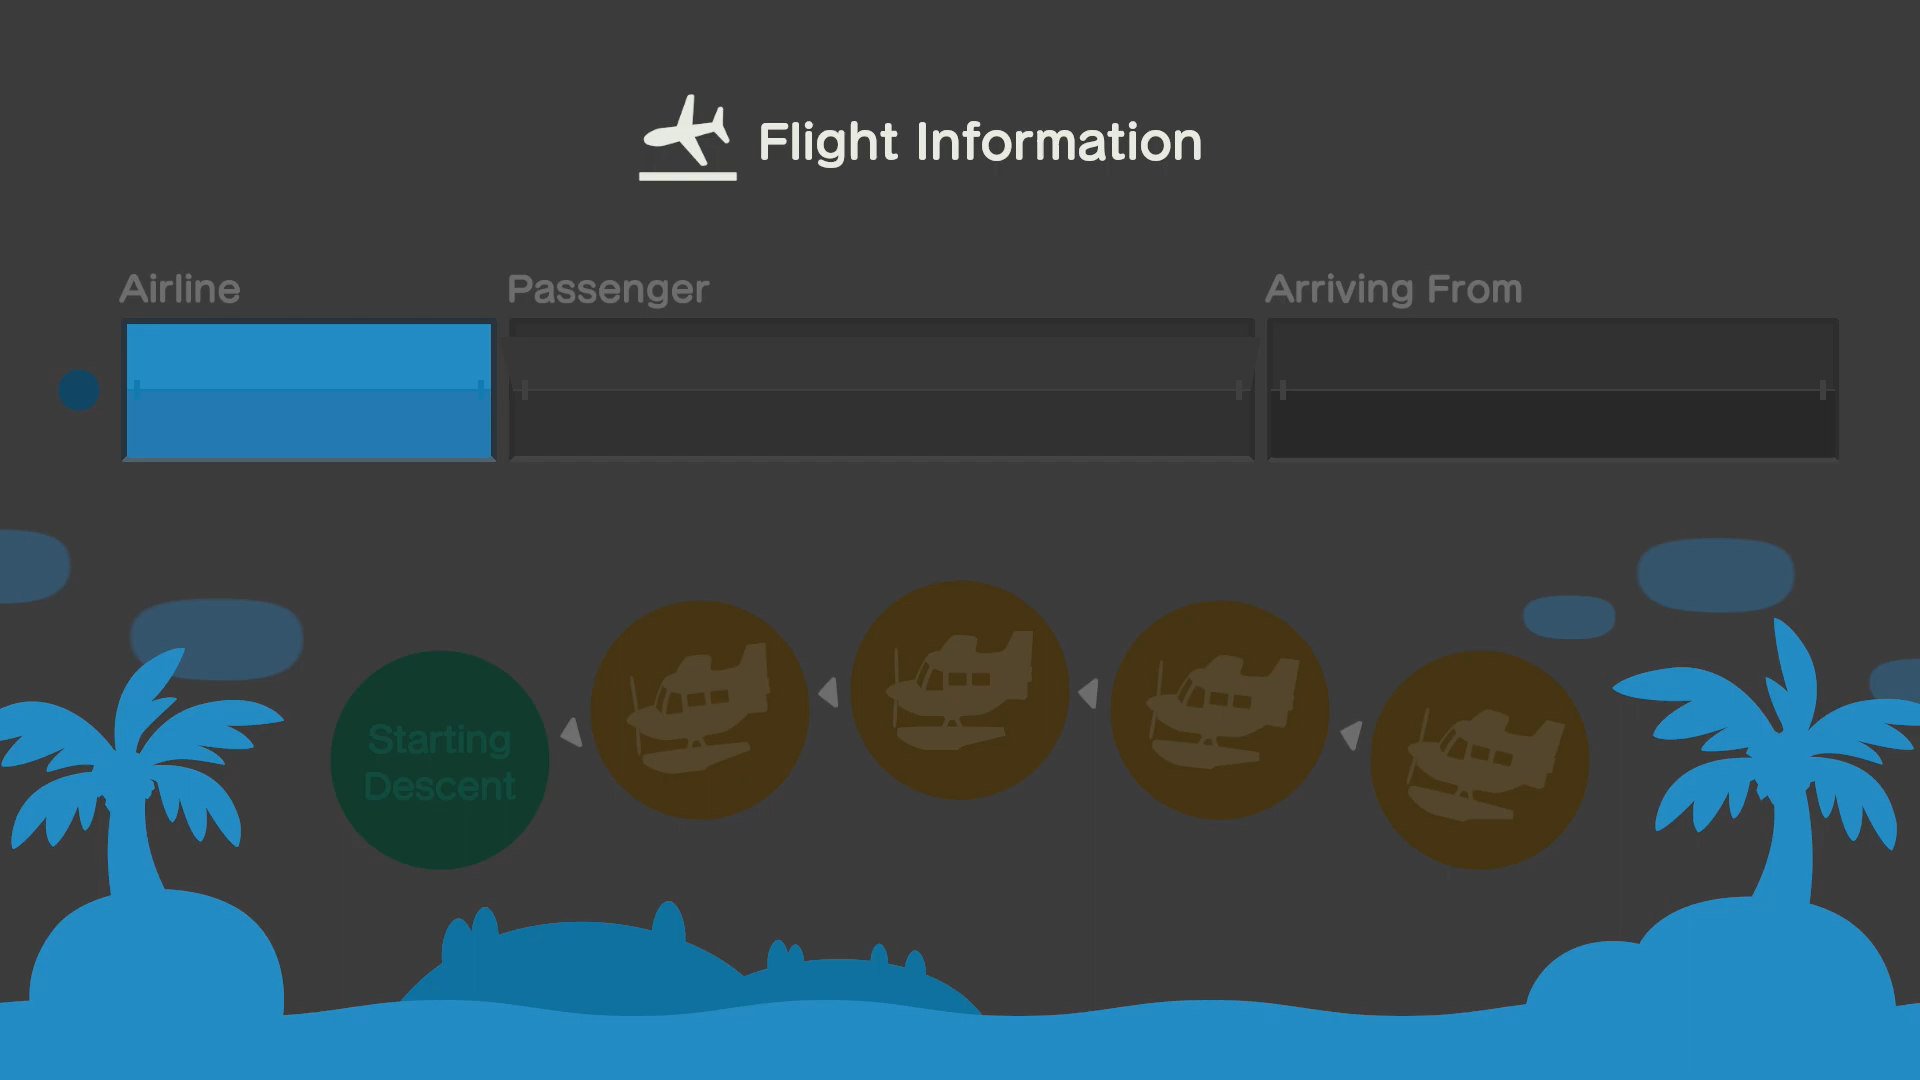 Flight Information
Airline
Passenger
Arriving From
Starting
Descent